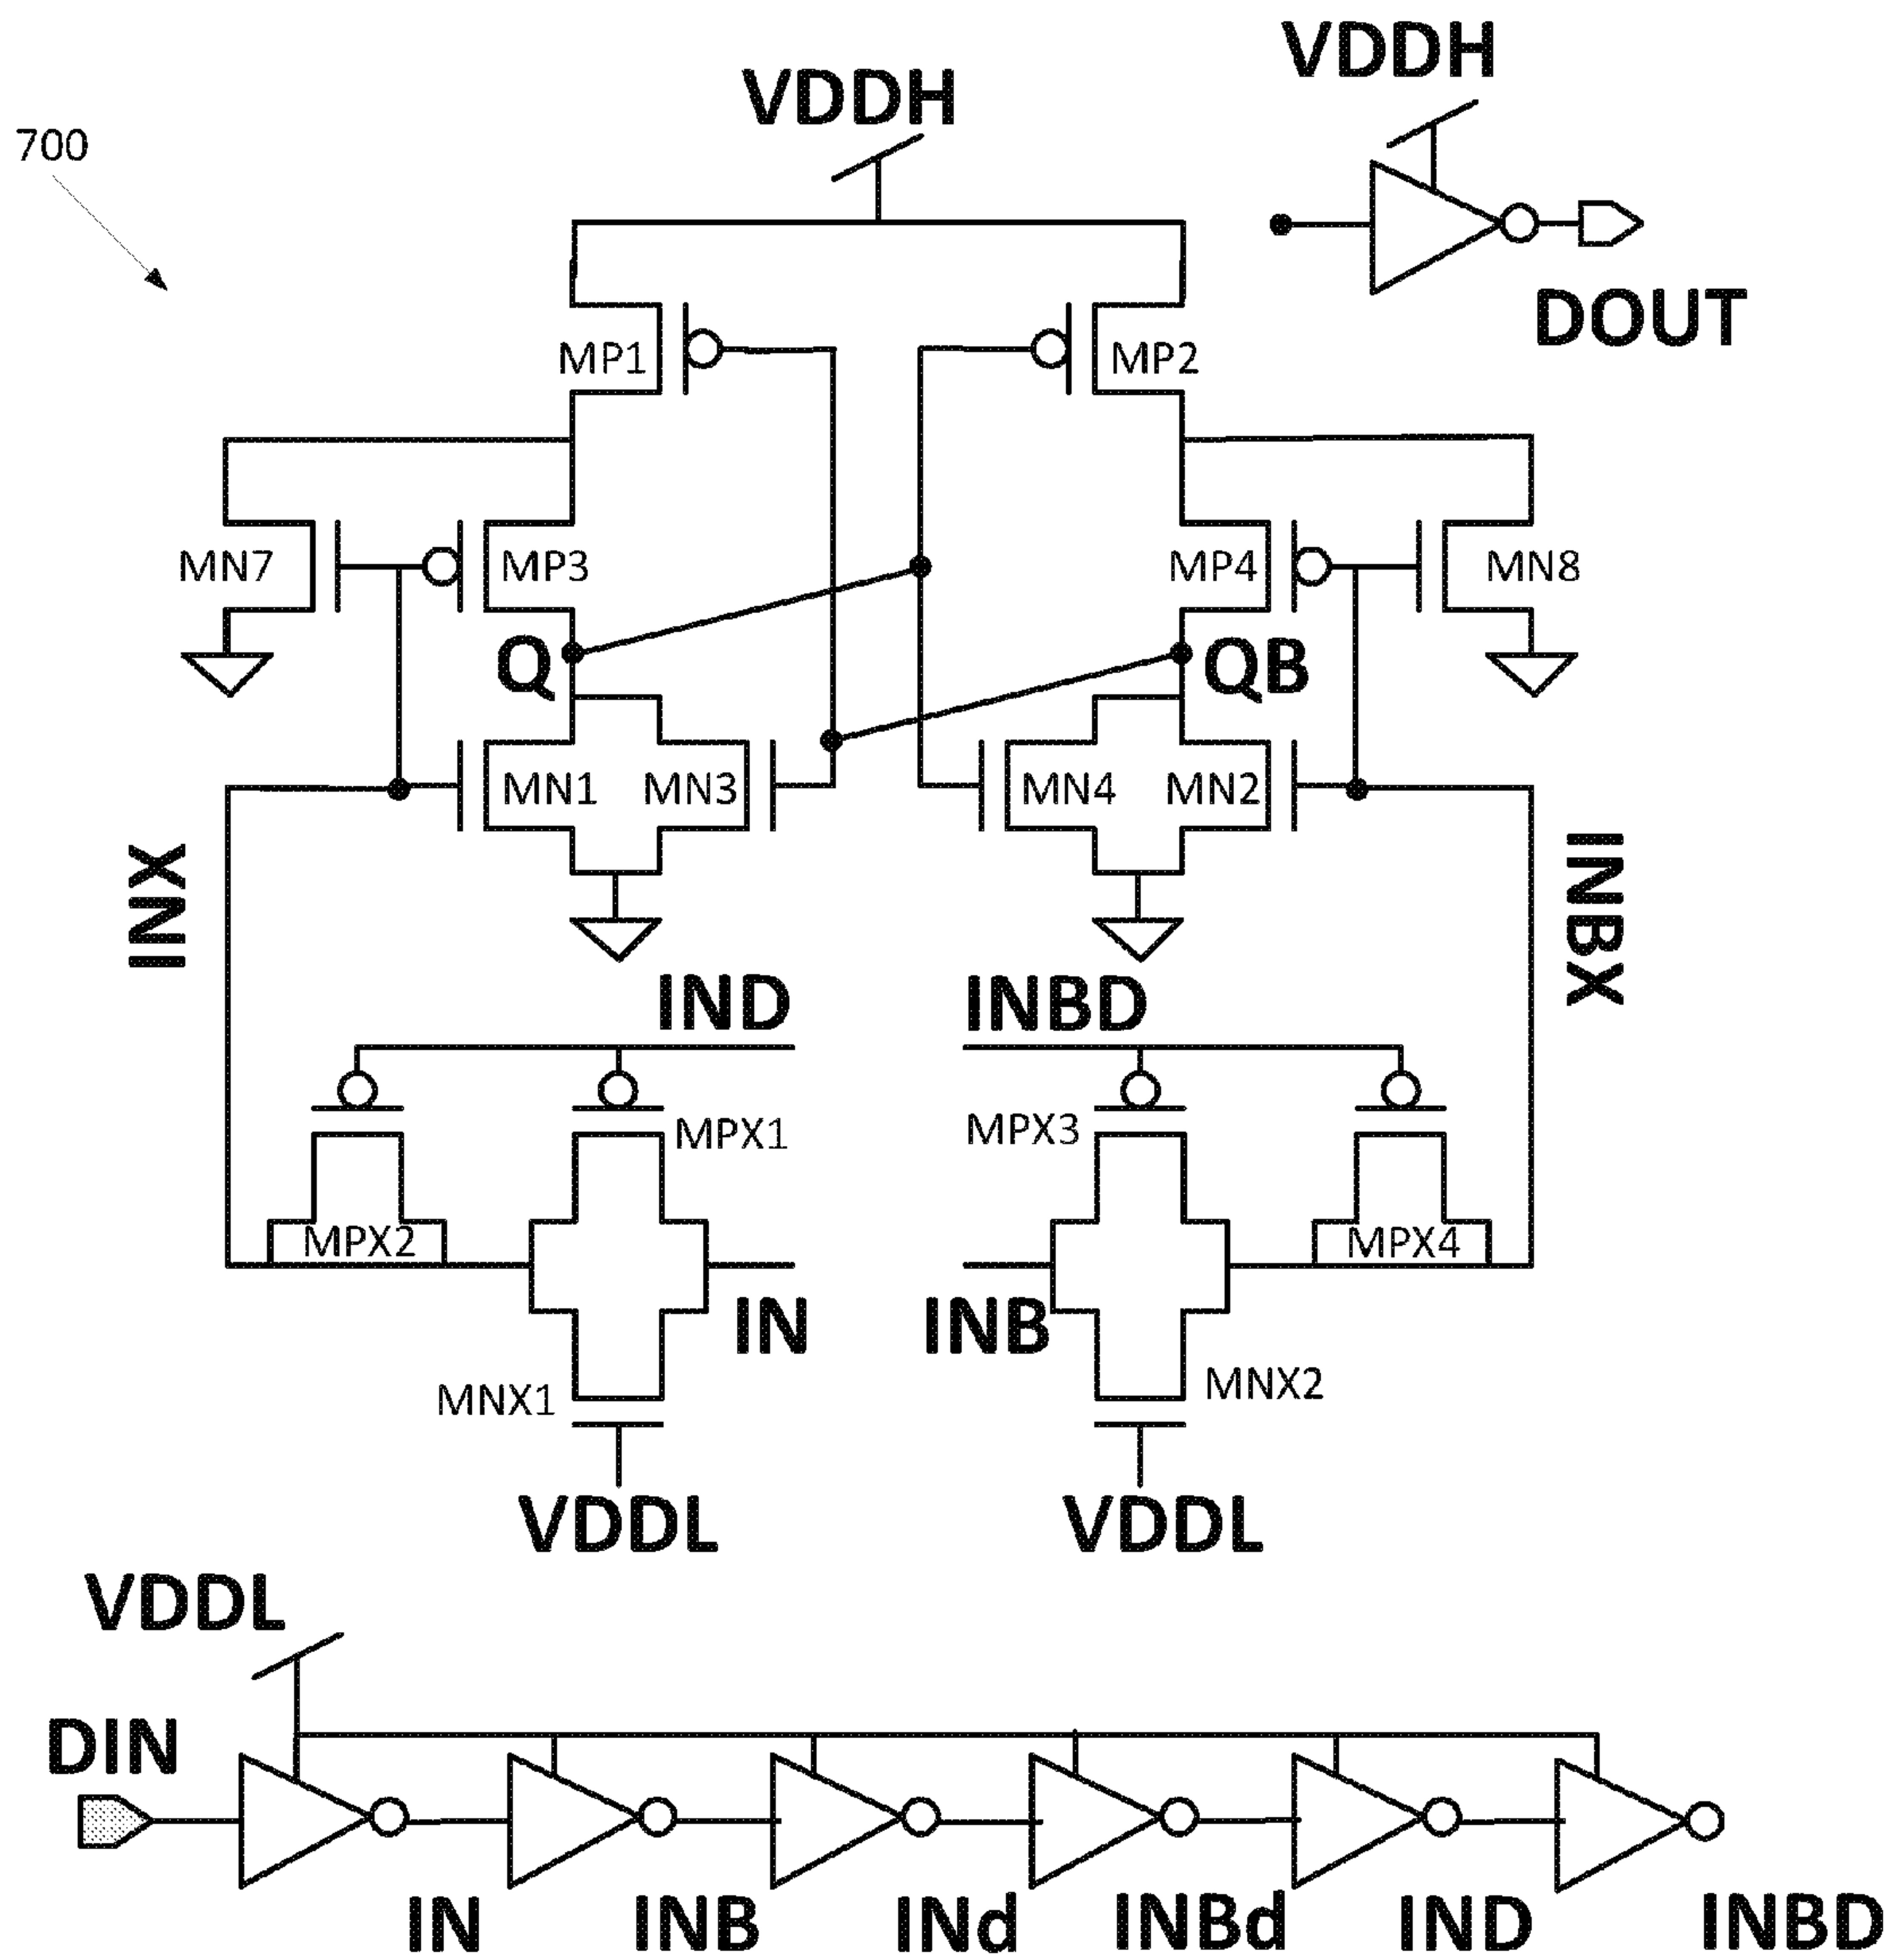 VDDH
VDDH
700
DOUT
MP1
MP2
MN7
MP3
MP4
MN8
Q
QB
MN1
MN3
MN4
MN2
INX
INBX
IND
INBD
MPX1
MPX3
MPX2
MPX4
IN
INB
MNX1
MNX2
VDDL
VDDL
VDDL
DIN
IN
INB
INd
INBd
IND
INBD